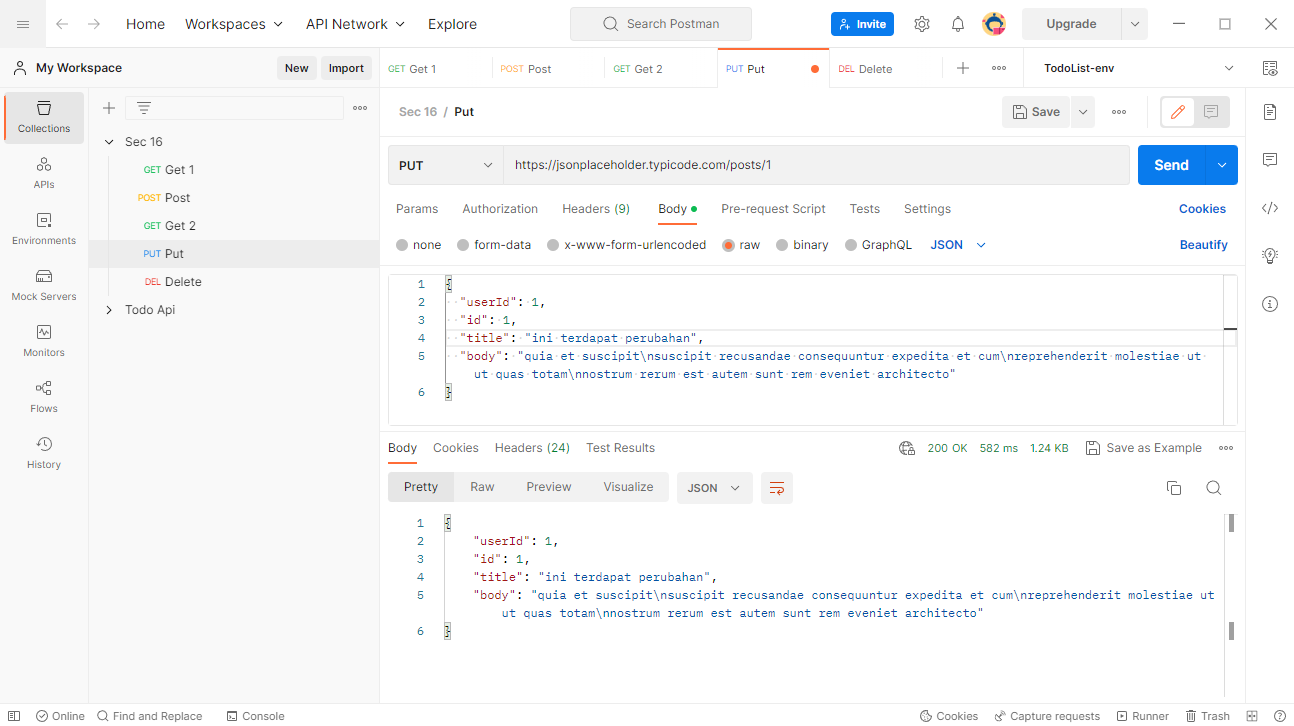 Home Workspaces API Network Explore Search Postman Invite Upgrade
My Workspace New Import GET Get 1 POST Post GET Get 2 PUT Put DEL Delete TodoList-env
Collections
APIs
Environments
Mock Servers
Monitors
Flows
History
Sec 16
GET Get 1
POST Post
GET Get 2
PUT Put
DEL Delete
Todo Api
Sec 16 / Put Save
PUT https://jsonplaceholder.typicode.com/posts/1 Send
Params Authorization Headers (9) Body Pre-request Script Tests Settings Cookies
none form-data x-www-form-urlencoded raw binary GraphQL JSON Beautify
1 {
2 "userId": 1,
3 "id": 1,
4 "title": "ini terdapat perubahan",
5 "body": "quia et suscipit\nsuscipit recusandae consequuntur expedita et cum\nreprehenderit molestiae ut
ut quas totam\nnostrum rerum est autem sunt rem eveniet architecto"
6 }
Body Cookies Headers (24) Test Results 200 OK 582 ms 1.24 KB Save as Example
Pretty Raw Preview Visualize JSON
1 {
2 "userId": 1,
3 "id": 1,
4 "title": "ini terdapat perubahan",
5 "body": "quia et suscipit\nsuscipit recusandae consequuntur expedita et cum\nreprehenderit molestiae ut
ut quas totam\nnostrum rerum est autem sunt rem eveniet architecto"
6 }
Online Find and Replace Console Cookies Capture requests Runner Trash